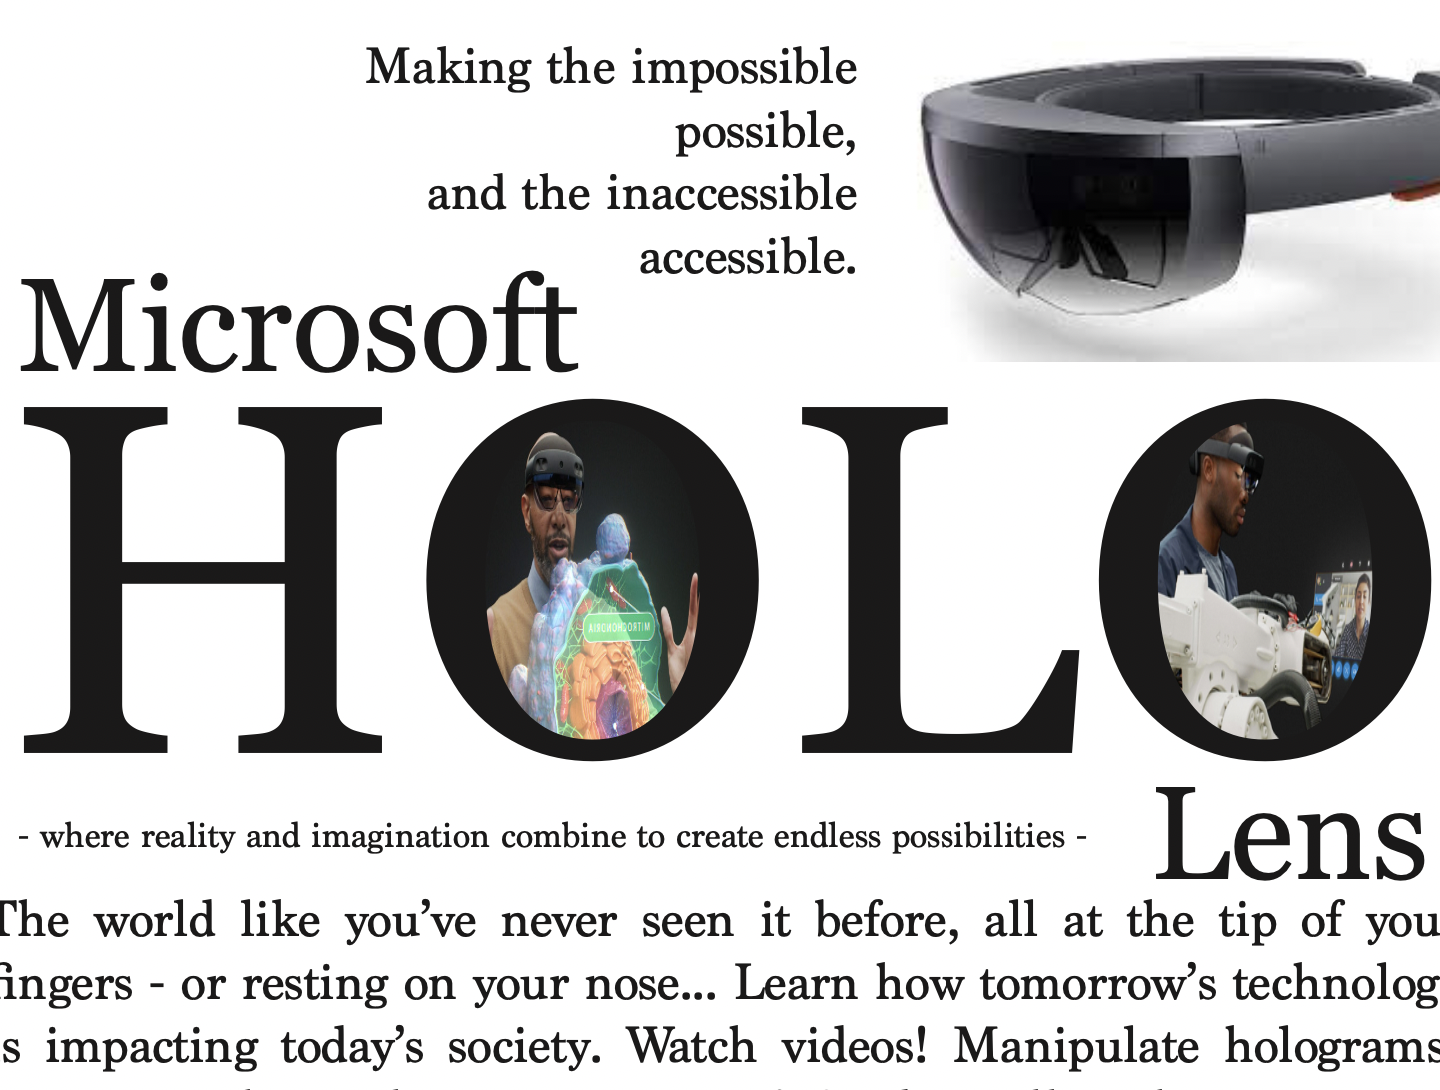 Making the impossible
possible,
and the inaccessible
accessible.
Microsoft
HOLO
MITOCHONDRIA
Lens
- where reality and imagination combine to create endless possibilities -
The world like you’ve never seen it before, all at the tip of you
fingers - or resting on your nose... Learn how tomorrow’s technolog
s impacting today’s society. Watch videos! Manipulate holograms